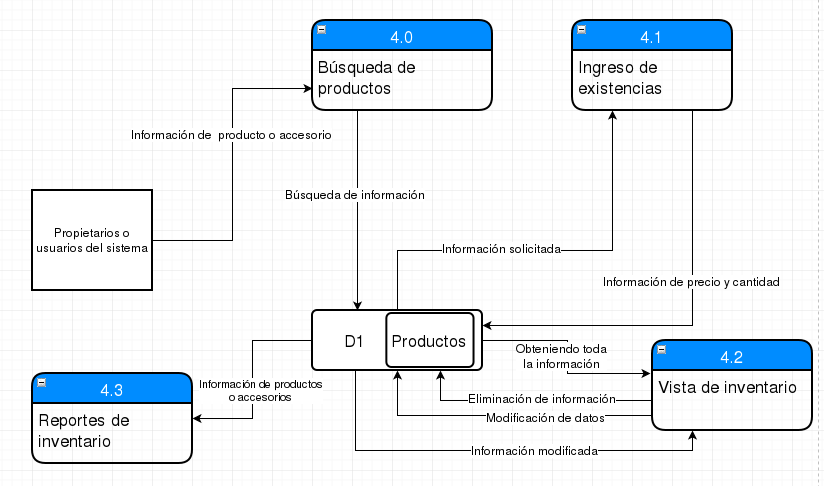 4.0
Búsqueda de
productos
4.1
Ingreso de
existencias
Información de  producto o accesorio
Búsqueda de información
Propietarios o
usuarios del sistema
Información solicitada
Información de precio y cantidad
D1
Productos
Obteniendo toda
la información
4.2
Vista de inventario
4.3
Reportes de
inventario
Información de productos
o accesorios
Eliminación de información
Modificación de datos
Información modificada